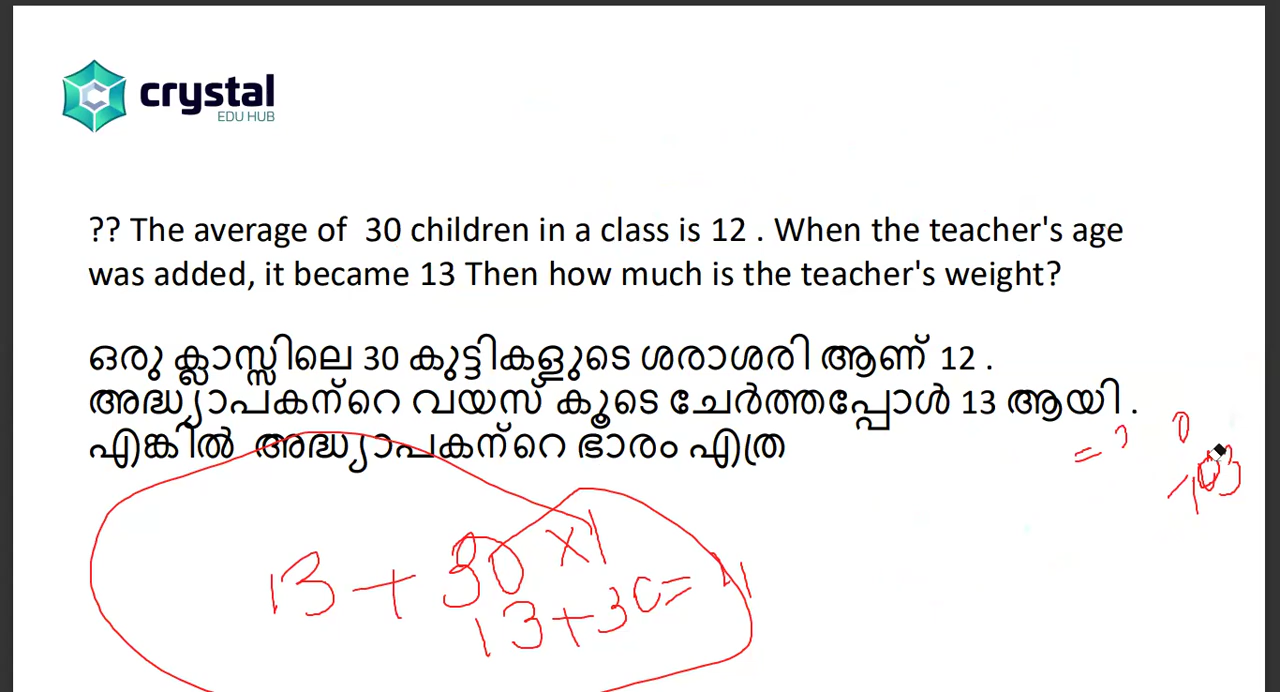 crystal
EDU HUB
?? The average of 30 children in a class is 12 . When the teacher's age
was added, it became 13 Then how much is the teacher's weight?
ഒരു ക്ലാസ്സിലെ 30 കുട്ടികളുടെ ശരാശരി ആണ് 12 .
അദ്ധ്യാപകന്റെ വയസ് കൂടെ ചേർത്തപ്പോൾ 13 ആയി .
എങ്കിൽ അദ്ധ്യാപകന്റെ ഭാരം എത്ര
13 + 30 x1
13+30=